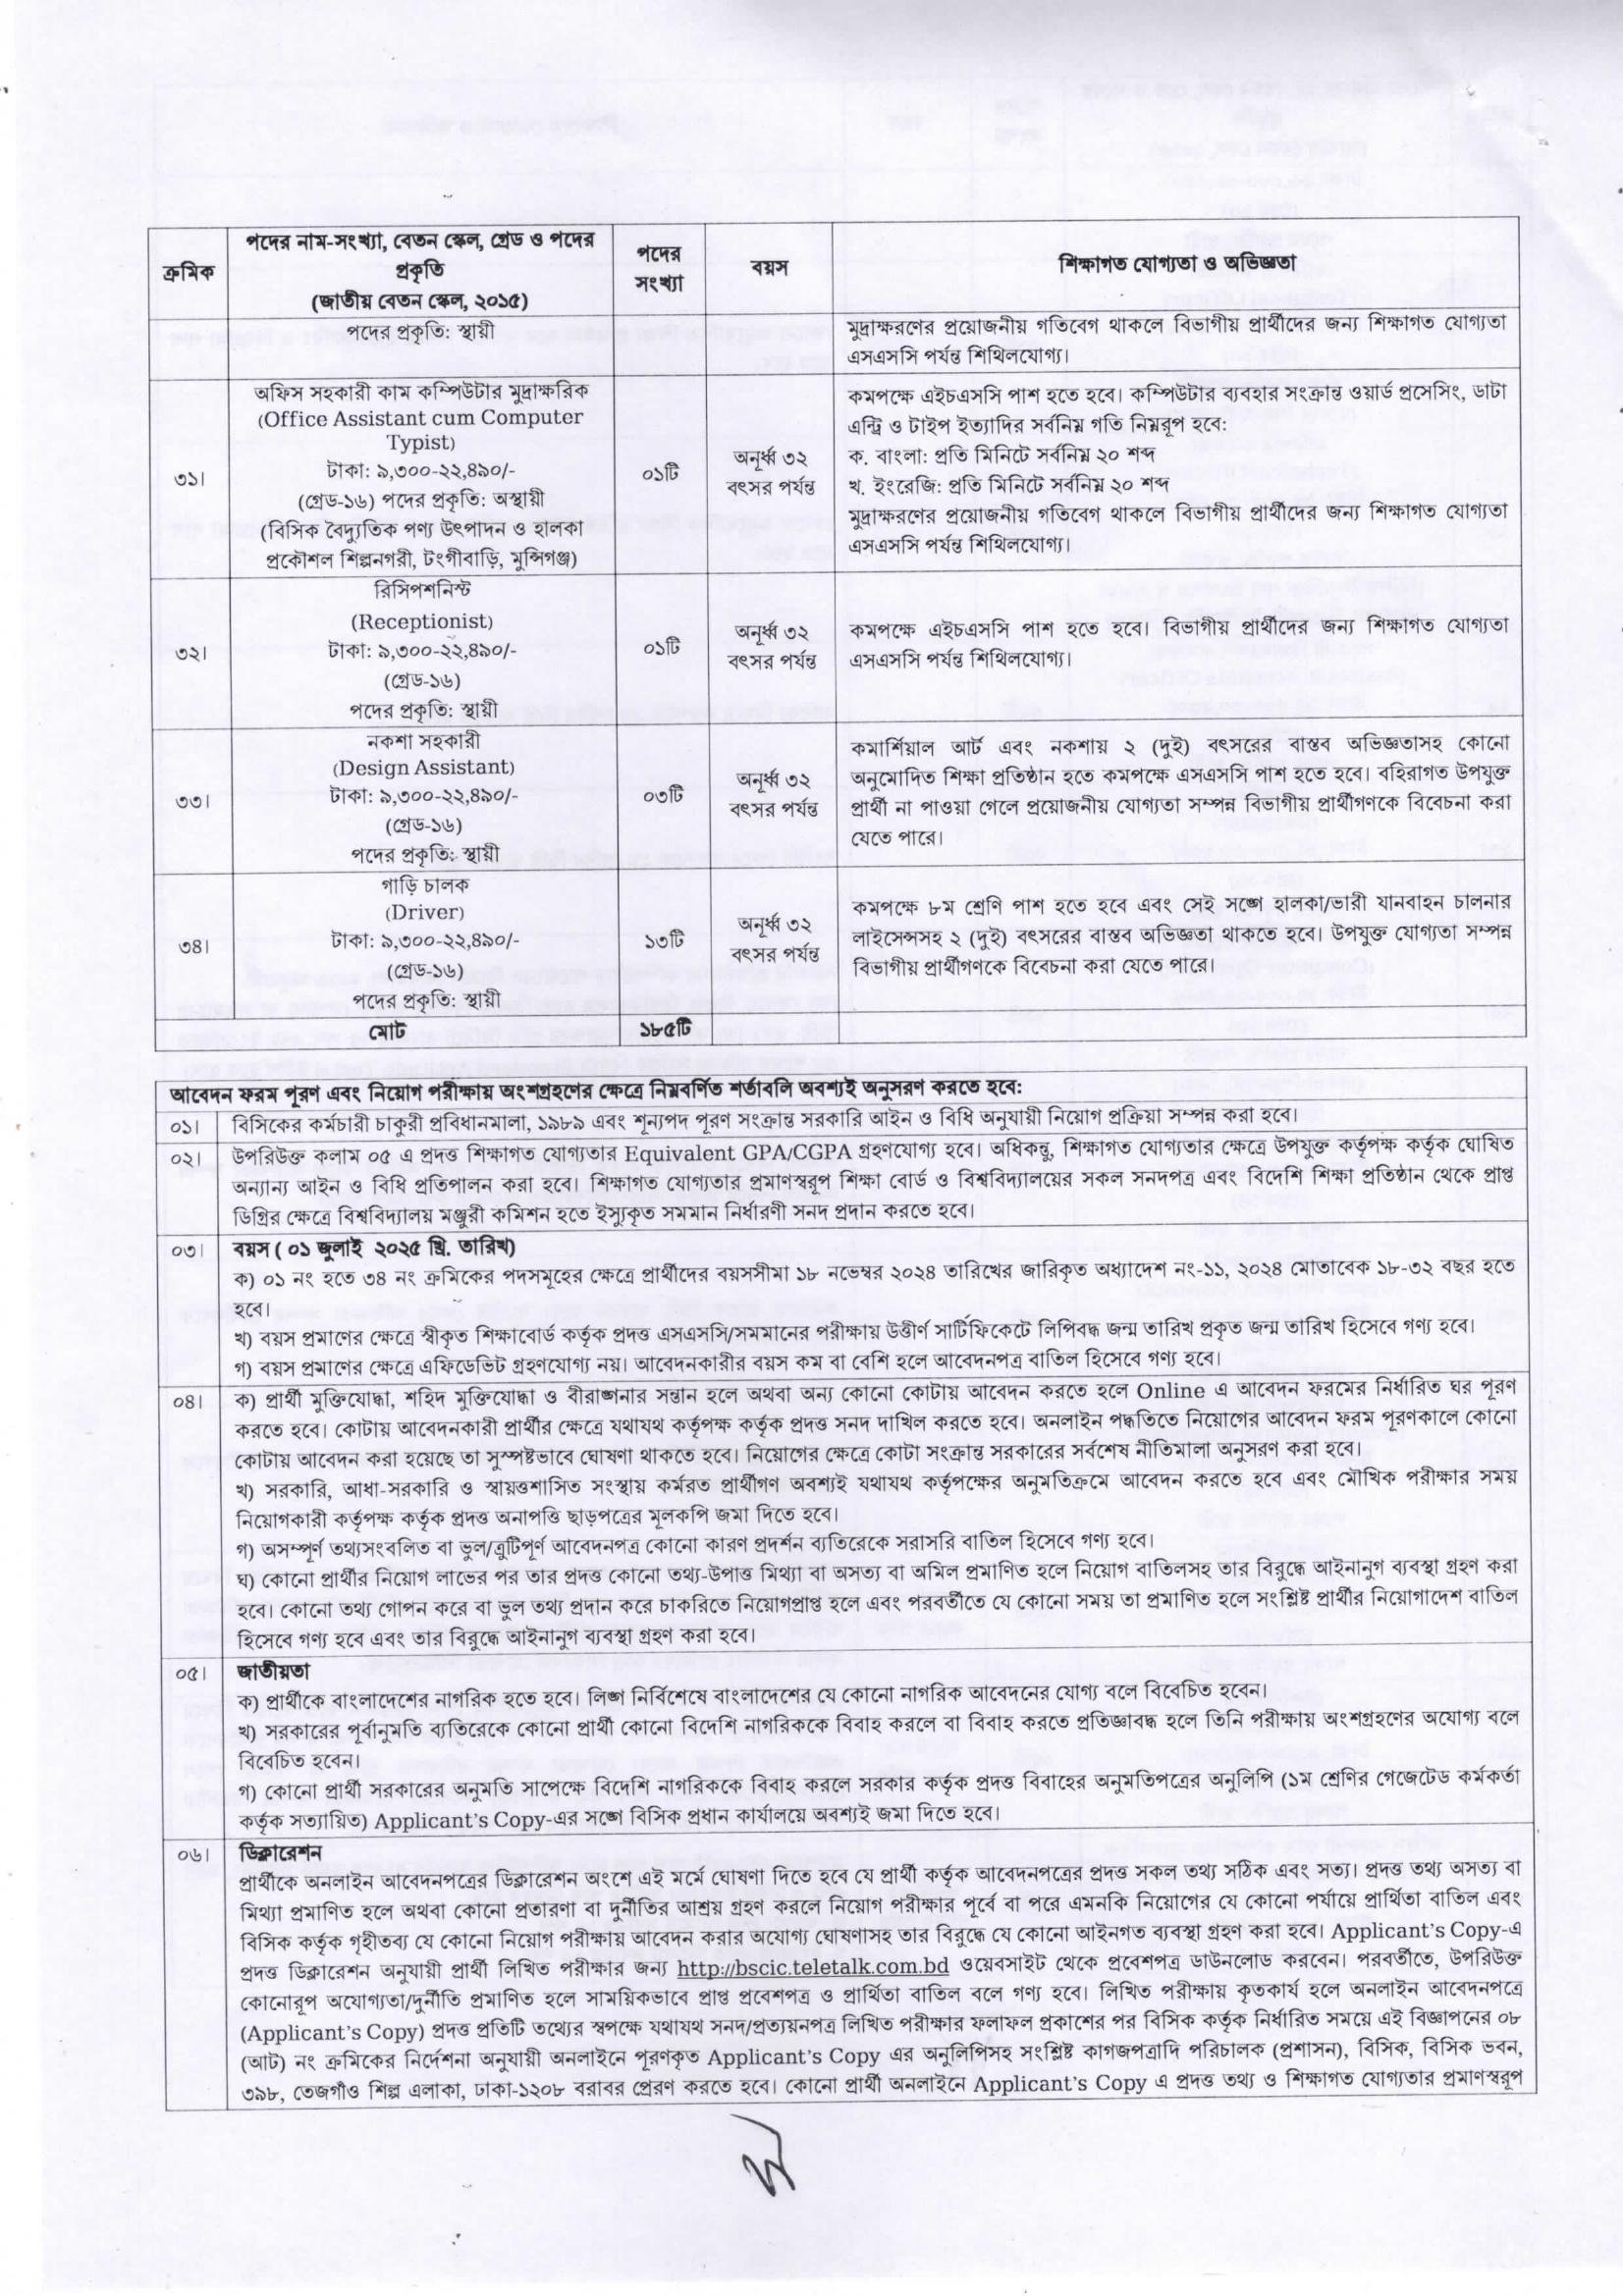 ক্রমিক
পদের নাম-সংখ্যা, বেতন স্কেল, গ্রেড ও পদের
প্রকৃতি
(জাতীয় বেতন স্কেল, ২০১৫)
পদের
সংখ্যা
বয়স
শিক্ষাগত যোগ্যতা ও অভিজ্ঞতা
পদের প্রকৃতি: স্থায়ী
মুদ্রাক্ষরণের প্রয়োজনীয় গতিবেগ থাকলে বিভাগীয় প্রার্থীদের জন্য শিক্ষাগত যোগ্যতা
এসএসসি পর্যন্ত শিথিলযোগ্য।
৩১।
অফিস সহকারী কাম কম্পিউটার মুদ্রাক্ষরিক
(Office Assistant cum Computer
Typist)
টাকা: ৯,৩০০-২২,৪৯০/-
(গ্রেড-১৬) পদের প্রকৃতি: অস্থায়ী
(বিসিক বৈদ্যুতিক পণ্য উৎপাদন ও হালকা
প্রকৌশল শিল্পনগরী, টংগীবাড়ি, মুন্সিগঞ্জ)
০১টি
অনূর্ধ্ব ৩২
বৎসর পর্যন্ত
কমপক্ষে এইচএসসি পাশ হতে হবে। কম্পিউটার ব্যবহার সংক্রান্ত ওয়ার্ড প্রসেসিং, ডাটা
এন্ট্রি ও টাইপ ইত্যাদির সর্বনিম্ন গতি নিম্নরূপ হবে:
ক. বাংলা: প্রতি মিনিটে সর্বনিম্ন ২০ শব্দ
খ. ইংরেজি: প্রতি মিনিটে সর্বনিম্ন ২০ শব্দ
মুদ্রাক্ষরণের প্রয়োজনীয় গতিবেগ থাকলে বিভাগীয় প্রার্থীদের জন্য শিক্ষাগত যোগ্যতা
এসএসসি পর্যন্ত শিথিলযোগ্য।
৩২।
রিসিপশনিস্ট
(Receptionist)
টাকা: ৯,৩০০-২২,৪৯০/-
(গ্রেড-১৬)
পদের প্রকৃতি: স্থায়ী
০১টি
অনূর্ধ্ব ৩২
বৎসর পর্যন্ত
কমপক্ষে এইচএসসি পাশ হতে হবে। বিভাগীয় প্রার্থীদের জন্য শিক্ষাগত যোগ্যতা
এসএসসি পর্যন্ত শিথিলযোগ্য।
৩৩।
নকশা সহকারী
(Design Assistant)
টাকা: ৯,৩০০-২২,৪৯০/-
(গ্রেড-১৬)
পদের প্রকৃতি: স্থায়ী
০৩টি
অনূর্ধ্ব ৩২
বৎসর পর্যন্ত
কমার্শিয়াল আর্ট এবং নকশায় ২ (দুই) বৎসরের বাস্তব অভিজ্ঞতাসহ কোনো
অনুমোদিত শিক্ষা প্রতিষ্ঠান হতে কমপক্ষে এসএসসি পাশ হতে হবে। বহিরাগত উপযুক্ত
প্রার্থী না পাওয়া গেলে প্রয়োজনীয় যোগ্যতা সম্পন্ন বিভাগীয় প্রার্থীগণকে বিবেচনা করা
যেতে পারে।
৩৪।
গাড়ি চালক
(Driver)
টাকা: ৯,৩০০-২২,৪৯০/-
(গ্রেড-১৬)
পদের প্রকৃতি: স্থায়ী
১৩টি
অনূর্ধ্ব ৩২
বৎসর পর্যন্ত
কমপক্ষে ৮ম শ্রেণি পাশ হতে হবে এবং সেই সঙ্গে হালকা/ভারী যানবাহন চালনার
লাইসেন্সসহ ২ (দুই) বৎসরের বাস্তব অভিজ্ঞতা থাকতে হবে। উপযুক্ত যোগ্যতা সম্পন্ন
বিভাগীয় প্রার্থীগণকে বিবেচনা করা যেতে পারে।
মোট
১৮৫টি
আবেদন ফরম পূরণ এবং নিয়োগ পরীক্ষায় অংশগ্রহণের ক্ষেত্রে নিম্নবর্ণিত শর্তাবলি অবশ্যই অনুসরণ করতে হবে:
০১। বিসিকের কর্মচারী চাকুরী প্রবিধানমালা, ১৯৮৯ এবং শূন্যপদ পূরণ সংক্রান্ত সরকারি আইন ও বিধি অনুযায়ী নিয়োগ প্রক্রিয়া সম্পন্ন করা হবে।
০২। উপরিউক্ত কলাম ০৫ এ প্রদত্ত শিক্ষাগত যোগ্যতার Equivalent GPA/CGPA গ্রহণযোগ্য হবে। অধিকন্তু, শিক্ষাগত যোগ্যতার ক্ষেত্রে উপযুক্ত কর্তৃপক্ষ কর্তৃক ঘোষিত
অন্যান্য আইন ও বিধি প্রতিপালন করা হবে। শিক্ষাগত যোগ্যতার প্রমাণস্বরূপ শিক্ষা বোর্ড ও বিশ্ববিদ্যালয়ের সকল সনদপত্র এবং বিদেশি শিক্ষা প্রতিষ্ঠান থেকে প্রাপ্ত
ডিগ্রির ক্ষেত্রে বিশ্ববিদ্যালয় মঞ্জুরী কমিশন হতে ইস্যুকৃত সমমান নির্ধারণী সনদ প্রদান করতে হবে।
০৩। বয়স ( ০১ জুলাই ২০২৫ খ্রি. তারিখ)
ক) ০১ নং হতে ৩৪ নং ক্রমিকের পদসমূহের ক্ষেত্রে প্রার্থীদের বয়সসীমা ১৮ নভেম্বর ২০২৪ তারিখের জারিকৃত অধ্যাদেশ নং-১১, ২০২৪ মোতাবেক ১৮-৩২ বছর হতে
হবে।
খ) বয়স প্রমাণের ক্ষেত্রে স্বীকৃত শিক্ষাবোর্ড কর্তৃক প্রদত্ত এসএসসি/সমমানের পরীক্ষায় উত্তীর্ণ সার্টিফিকেটে লিপিবদ্ধ জন্ম তারিখ প্রকৃত জন্ম তারিখ হিসেবে গণ্য হবে।
গ) বয়স প্রমাণের ক্ষেত্রে এফিডেভিট গ্রহণযোগ্য নয়। আবেদনকারীর বয়স কম বা বেশি হলে আবেদনপত্র বাতিল হিসেবে গণ্য হবে।
০৪। ক) প্রার্থী মুক্তিযোদ্ধা, শহিদ মুক্তিযোদ্ধা ও বীরাঙ্গনার সন্তান হলে অথবা অন্য কোনো কোটায় আবেদন করতে হলে Online এ আবেদন ফরমের নির্ধারিত ঘর পূরণ
করতে হবে। কোটায় আবেদনকারী প্রার্থীর ক্ষেত্রে যথাযথ কর্তৃপক্ষ কর্তৃক প্রদত্ত সনদ দাখিল করতে হবে। অনলাইন পদ্ধতিতে নিয়োগের আবেদন ফরম পূরণকালে কোনো
কোটায় আবেদন করা হয়েছে তা সুস্পষ্টভাবে ঘোষণা থাকতে হবে। নিয়োগের ক্ষেত্রে কোটা সংক্রান্ত সরকারের সর্বশেষ নীতিমালা অনুসরণ করা হবে।
খ) সরকারি, আধা-সরকারি ও স্বায়ত্তশাসিত সংস্থায় কর্মরত প্রার্থীগণ অবশ্যই যথাযথ কর্তৃপক্ষের অনুমতিক্রমে আবেদন করতে হবে এবং মৌখিক পরীক্ষার সময়
নিয়োগকারী কর্তৃপক্ষ কর্তৃক প্রদত্ত অনাপত্তি ছাড়পত্রের মূলকপি জমা দিতে হবে।
গ) অসম্পূর্ণ তথ্যসংবলিত বা ভুল/ত্রুটিপূর্ণ আবেদনপত্র কোনো কারণ প্রদর্শন ব্যতিরেকে সরাসরি বাতিল হিসেবে গণ্য হবে।
ঘ) কোনো প্রার্থীর নিয়োগ লাভের পর তার প্রদত্ত কোনো তথ্য-উপাত্ত মিথ্যা বা অসত্য বা অমিল প্রমাণিত হলে নিয়োগ বাতিলসহ তার বিরুদ্ধে আইনানুগ ব্যবস্থা গ্রহণ করা
হবে। কোনো তথ্য গোপন করে বা ভুল তথ্য প্রদান করে চাকরিতে নিয়োগপ্রাপ্ত হলে এবং পরবর্তীতে যে কোনো সময় তা প্রমাণিত হলে সংশ্লিষ্ট প্রার্থীর নিয়োগাদেশ বাতিল
হিসেবে গণ্য হবে এবং তার বিরুদ্ধে আইনানুগ ব্যবস্থা গ্রহণ করা হবে।
০৫। জাতীয়তা
ক) প্রার্থীকে বাংলাদেশের নাগরিক হতে হবে। লিঙ্গ নির্বিশেষে বাংলাদেশের যে কোনো নাগরিক আবেদনের যোগ্য বলে বিবেচিত হবেন।
খ) সরকারের পূর্বানুমতি ব্যতিরেকে কোনো প্রার্থী কোনো বিদেশি নাগরিককে বিবাহ করলে বা বিবাহ করতে প্রতিজ্ঞাবদ্ধ হলে তিনি পরীক্ষায় অংশগ্রহণের অযোগ্য বলে
বিবেচিত হবেন।
গ) কোনো প্রার্থী সরকারের অনুমতি সাপেক্ষে বিদেশি নাগরিককে বিবাহ করলে সরকার কর্তৃক প্রদত্ত বিবাহের অনুমতিপত্রের অনুলিপি (১ম শ্রেণির গেজেটেড কর্মকর্তা
কর্তৃক সত্যায়িত) Applicant's Copy-এর সঙ্গে বিসিক প্রধান কার্যালয়ে অবশ্যই জমা দিতে হবে।
০৬। ডিক্লারেশন
প্রার্থীকে অনলাইন আবেদনপত্রের ডিক্লারেশন অংশে এই মর্মে ঘোষণা দিতে হবে যে প্রার্থী কর্তৃক আবেদনপত্রের প্রদত্ত সকল তথ্য সঠিক এবং সত্য। প্রদত্ত তথ্য অসত্য বা
মিথ্যা প্রমাণিত হলে অথবা কোনো প্রতারণা বা দুর্নীতির আশ্রয় গ্রহণ করলে নিয়োগ পরীক্ষার পূর্বে বা পরে এমনকি নিয়োগের যে কোনো পর্যায়ে প্রার্থিতা বাতিল এবং
বিসিক কর্তৃক গৃহীতব্য যে কোনো নিয়োগ পরীক্ষায় আবেদন করার অযোগ্য ঘোষণাসহ তার বিরুদ্ধে যে কোনো আইনগত ব্যবস্থা গ্রহণ করা হবে। Applicant's Copy-এ
প্রদত্ত ডিক্লারেশন অনুযায়ী প্রার্থী লিখিত পরীক্ষার জন্য http://bscic.teletalk.com.bd ওয়েবসাইট থেকে প্রবেশপত্র ডাউনলোড করবেন। পরবর্তীতে, উপরিউক্ত
কোনোরূপ অযোগ্যতা/দুর্নীতি প্রমাণিত হলে সাময়িকভাবে প্রাপ্ত প্রবেশপত্র ও প্রার্থিতা বাতিল বলে গণ্য হবে। লিখিত পরীক্ষায় কৃতকার্য হলে অনলাইন আবেদনপত্রে
(Applicant's Copy) প্রদত্ত প্রতিটি তথ্যের স্বপক্ষে যথাযথ সনদ/প্রত্যয়নপত্র লিখিত পরীক্ষার ফলাফল প্রকাশের পর বিসিক কর্তৃক নির্ধারিত সময়ে এই বিজ্ঞাপনের ০৮
(আট) নং ক্রমিকের নির্দেশনা অনুযায়ী অনলাইনে পূরণকৃত Applicant's Copy এর অনুলিপিসহ সংশ্লিষ্ট কাগজপত্রাদি পরিচালক (প্রশাসন), বিসিক, বিসিক ভবন,
৩৯৮, তেজগাঁও শিল্প এলাকা, ঢাকা-১২০৮ বরাবর প্রেরণ করতে হবে। কোনো প্রার্থী অনলাইনে Applicant's Copy এ প্রদত্ত তথ্য ও শিক্ষাগত যোগ্যতার প্রমাণস্বরূপ